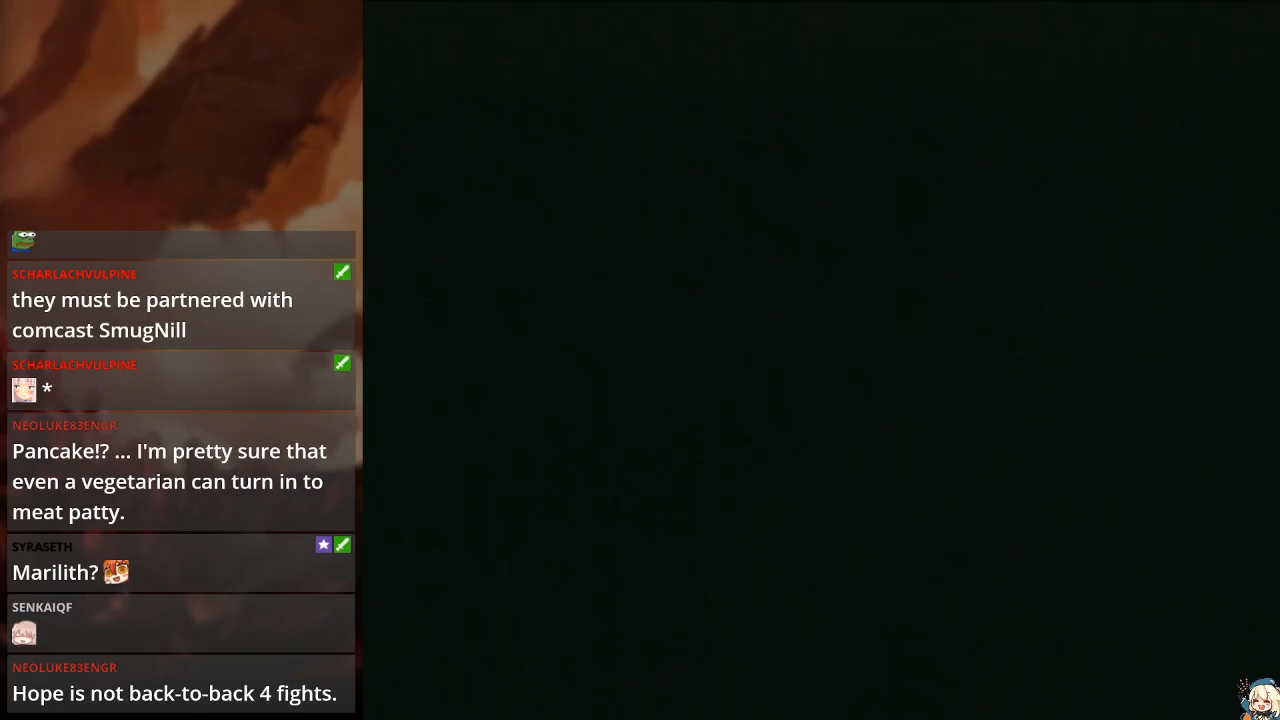 SCHARLACHVULPINE
they must be partnered with
comcast SmugNill
SCHARLACHVULPINE
*
NEOLUKE83ENGR
Pancake!? ... I'm pretty sure that
even a vegetarian can turn in to
meat patty.
SYRASETH
Marilith?
SENKAIQF
NEOLUKE83ENGR
Hope is not back-to-back 4 fights.